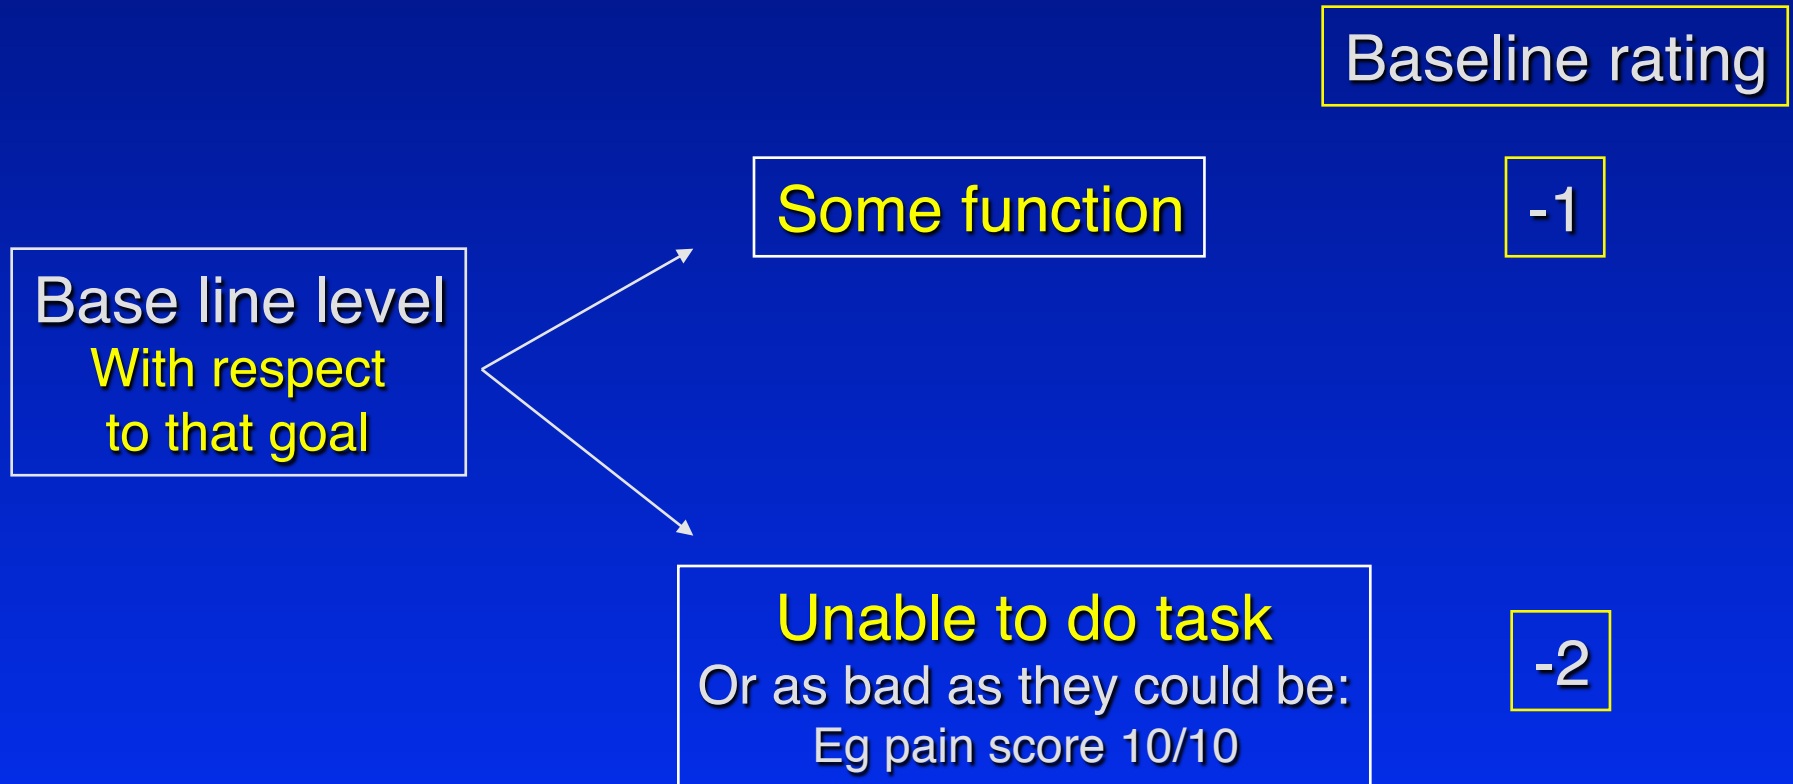 Baseline rating
Some function
-1
Base line level
With respect
to that goal
Unable to do task
Or as bad as they could be:
Eg pain score 10/10
-2